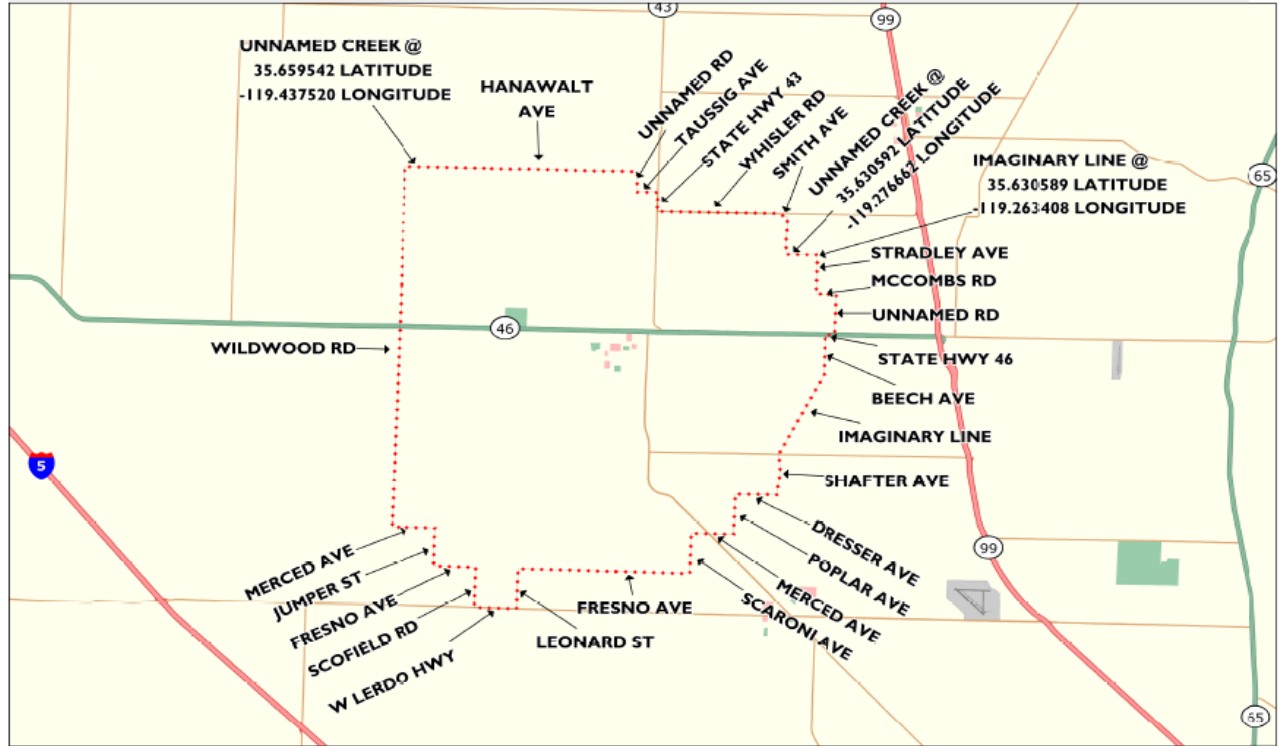 43
99
UNNAMED CREEK @
35.659542 LATITUDE
-119.437520 LONGITUDE
HANAWALT
AVE
UNNAMED RD
TAUSSIG AVE
STATE HWY 43
WHISLER RD
SMITH AVE
UNNAMED CREEK @
35.630592 LATITUDE
-119.276662 LONGITUDE
IMAGINARY LINE @
35.630589 LATITUDE
-119.263408 LONGITUDE
65
STRADLEY AVE
MCCOMBS RD
UNNAMED RD
46
WILDWOOD RD
STATE HWY 46
BEECH AVE
IMAGINARY LINE
5
SHAFTER AVE
DRESSER AVE
POPLAR AVE
MERCED AVE
SCARONI AVE
99
MERCED AVE
JUMPER ST
FRESNO AVE
SCOFIELD RD
W LERDO HWY
FRESNO AVE
LEONARD ST
65